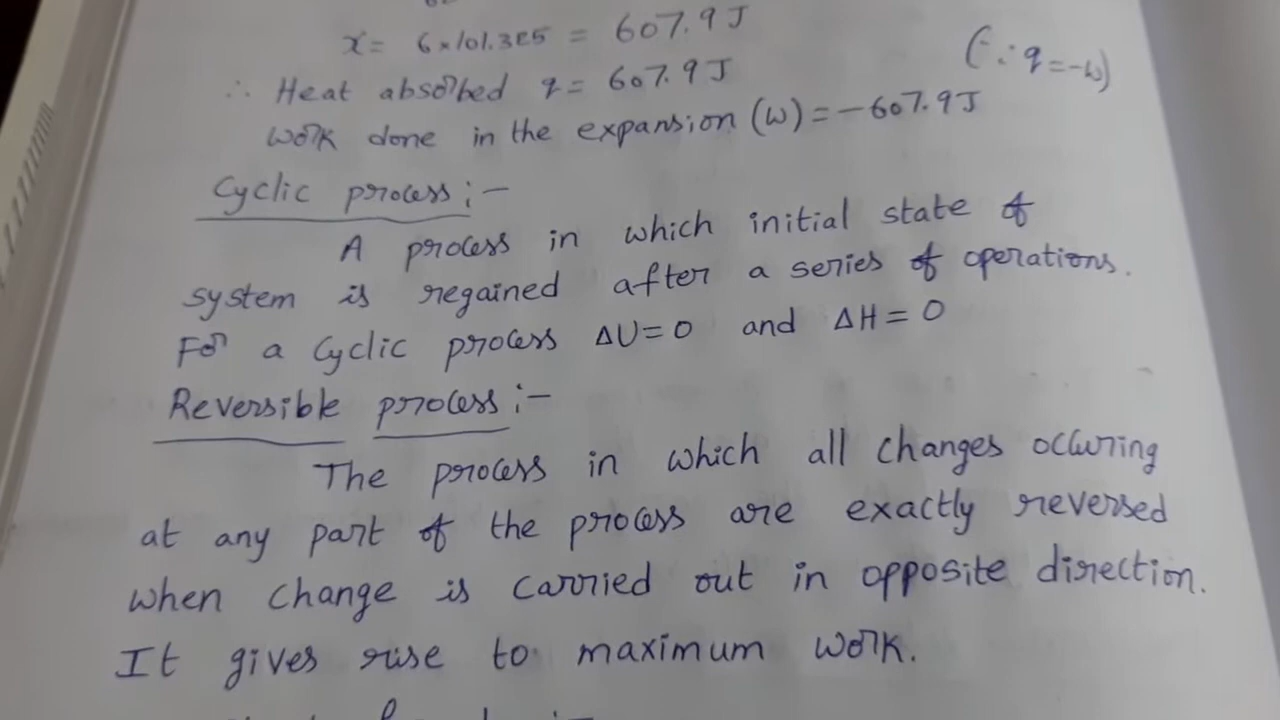 x= 6×101.325 = 607.9J
∴ Heat absorbed q= 607.9J (∵q=-w)
Work done in the expansion (w)=-607.9J
Cyclic process:-
A process in which initial state of
system is regained after a series of operations.
For a cyclic process ΔU=0 and ΔH=0
Reversible process:-
The process in which all changes occuring
at any part of the process are exactly reversed
when change is carried out in opposite direction.
It gives rise to maximum work.